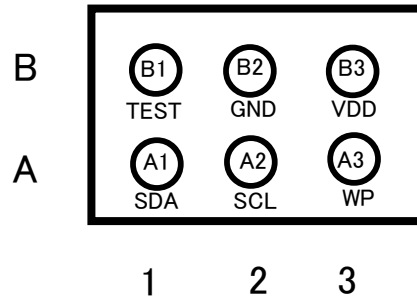 B B1 B2 B3
TEST GND VDD
A A1 A2 A3
SDA SCL WP
1 2 3